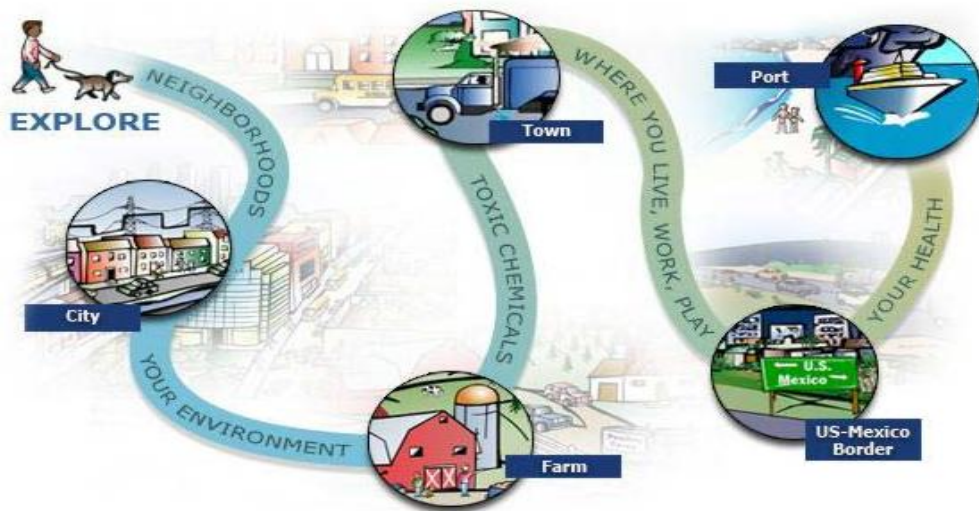 EXPLORE
NEIGHBORHOODS
City
YOUR ENVIRONMENT
Farm
TOXIC CHEMICALS
Town
WHERE YOU LIVE, WORK, PLAY
U.S.
Mexico
US-Mexico
Border
YOUR HEALTH
Port